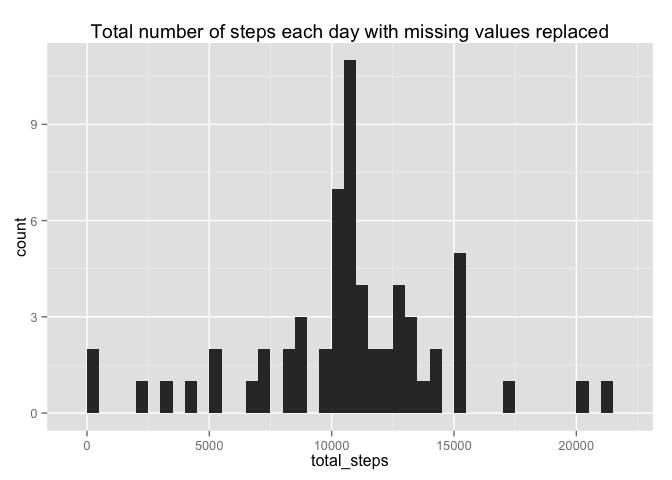 Total number of steps each day with missing values replaced
9
6
3
0
count
0 5000 10000 15000 20000
total_steps